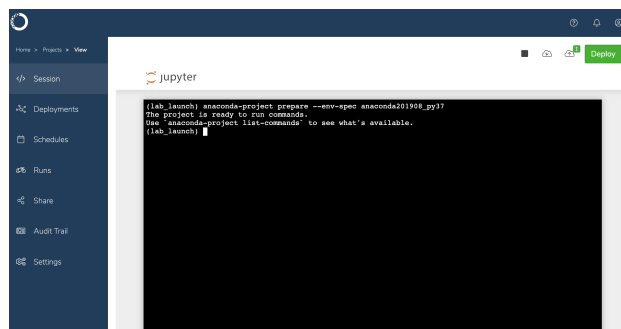 Home > Projects > View
Session
Deployments
Schedules
Runs
Share
Audit Trail
Settings
1
Deploy
jupyter
(lab_launch) anaconda-project prepare --env-spec anaconda201908_py37
The project is ready to run commands.
Use `anaconda-project list-commands` to see what's available.
(lab_launch)